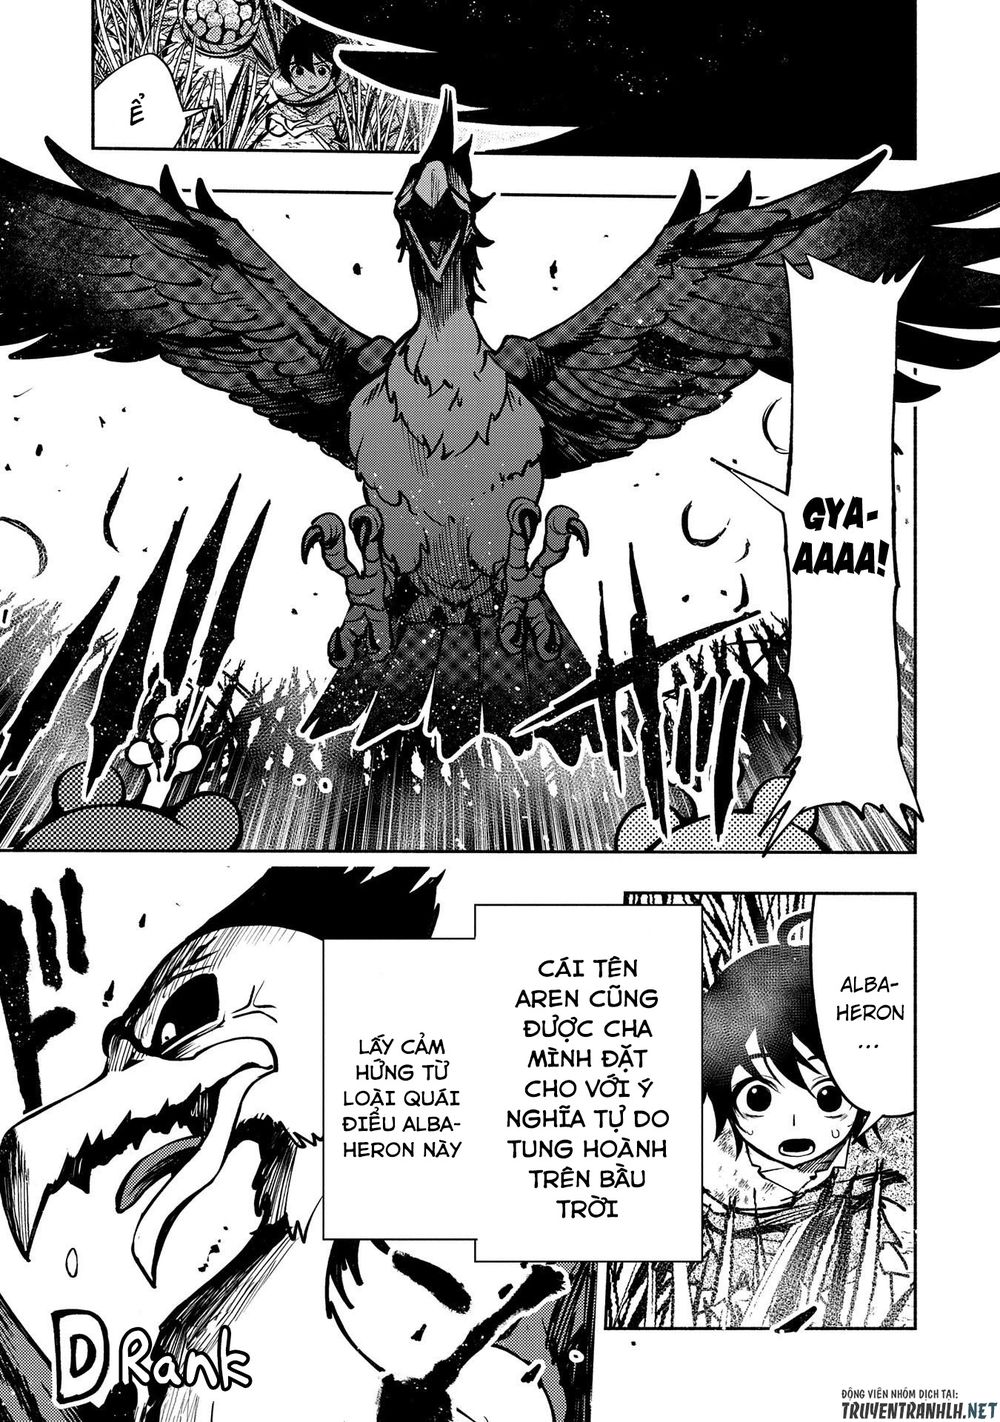 Ể
GYA-
AAAA!
ALBA-
HERON
...
CÁI TÊN
AREN CŨNG
ĐƯỢC CHA
MÌNH ĐẶT
CHO VỚI Ý
NGHĨA TỰ DO
TUNG HOÀNH
TRÊN BẦU
TRỜI
LẤY CẢM
HỨNG TỪ
LOÀI QUÁI
ĐIỂU ALBA-
HERON NÀY
D Rank
ĐỘNG VIÊN NHÓM DỊCH TẠI:
TRUYENTRANHLH.NET